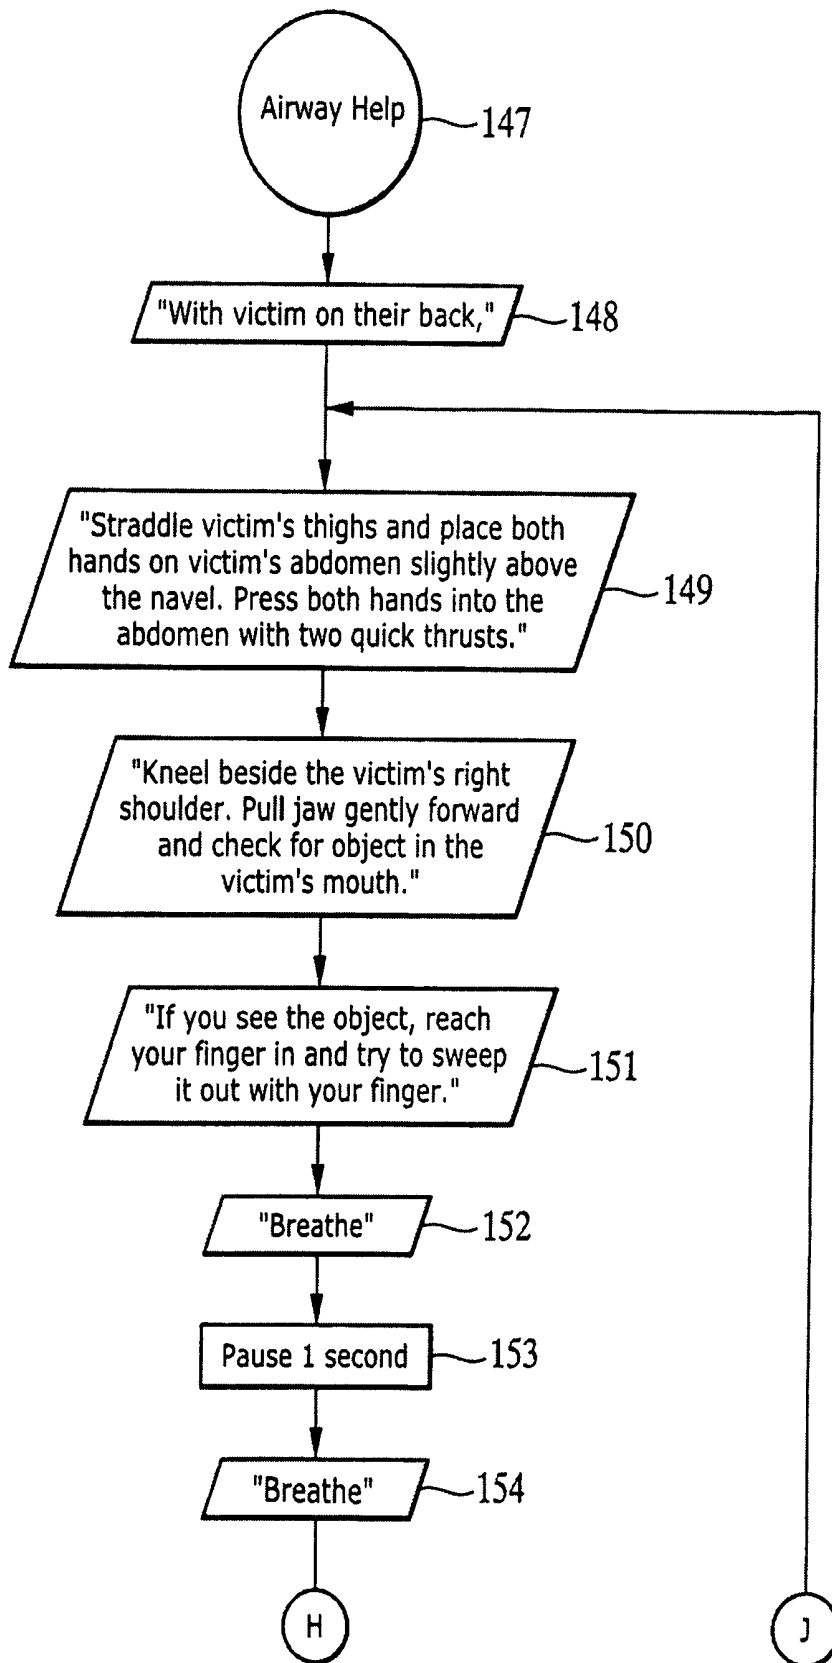 Airway Help
147
"With victim on their back,"
148
"Straddle victim's thighs and place both
hands on victim's abdomen slightly above
the navel. Press both hands into the
abdomen with two quick thrusts."
149
"Kneel beside the victim's right
shoulder. Pull jaw gently forward
and check for object in the
victim's mouth."
150
"If you see the object, reach
your finger in and try to sweep
it out with your finger."
151
"Breathe"
152
Pause 1 second
153
"Breathe"
154
H
J